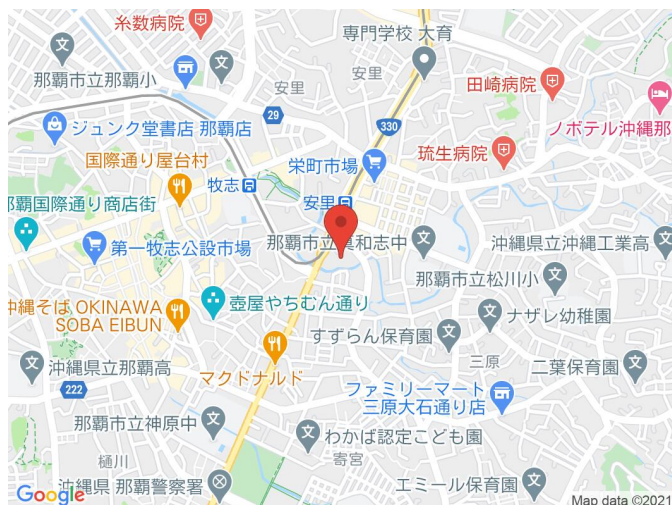 糸数病院
専門学校 大育
那覇市立那覇小
安里
安里
田崎病院
29
330
ジュンク堂書店 那覇店
ノボテル沖縄那
国際通り屋台村
栄町市場
琉生病院
牧志
安里
那覇国際通り商店街
第一牧志公設市場
那覇市立真和志中
沖縄県立沖縄工業高
那覇市立松川小
沖縄そば OKINAWA
SOBA EIBUN
壺屋やちむん通り
ナザレ幼稚園
すずらん保育園
沖縄県立那覇高
三原
二葉保育園
マクドナルド
222
ファミリーマート
三原大石通り店
那覇市立神原中
わかば認定こども園
樋川
寄宮
沖縄県 那覇警察署
エミール保育園
Google
Map data ©2021